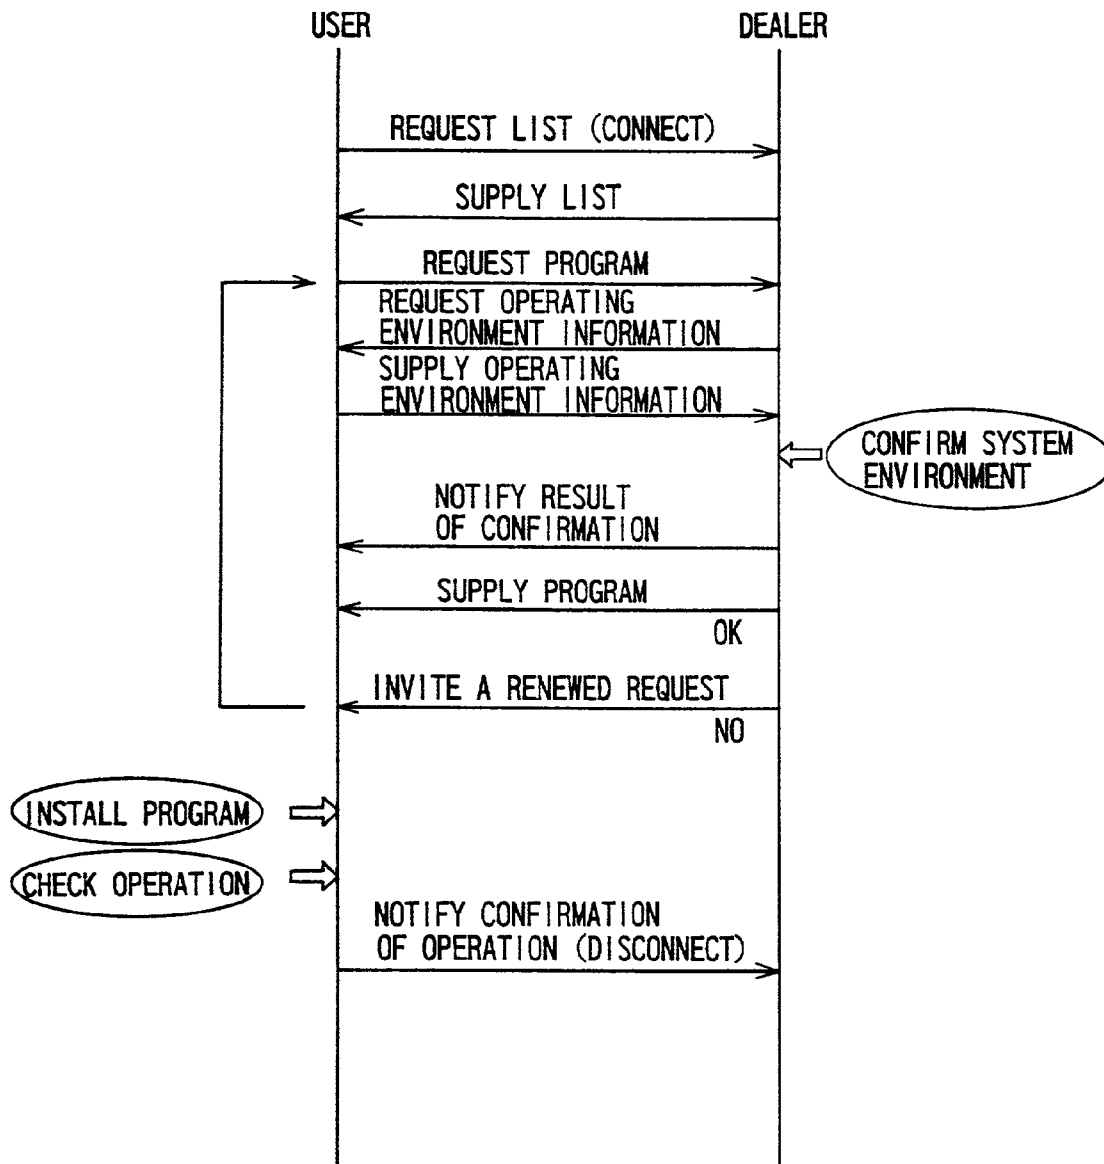 USER
DEALER
REQUEST LIST (CONNECT)
SUPPLY LIST
REQUEST PROGRAM
REQUEST OPERATING
ENVIRONMENT INFORMATION
SUPPLY OPERATING
ENVIRONMENT INFORMATION
CONFIRM SYSTEM
ENVIRONMENT
NOTIFY RESULT
OF CONFIRMATION
SUPPLY PROGRAM
OK
INVITE A RENEWED REQUEST
NO
INSTALL PROGRAM
CHECK OPERATION
NOTIFY CONFIRMATION
OF OPERATION (DISCONNECT)